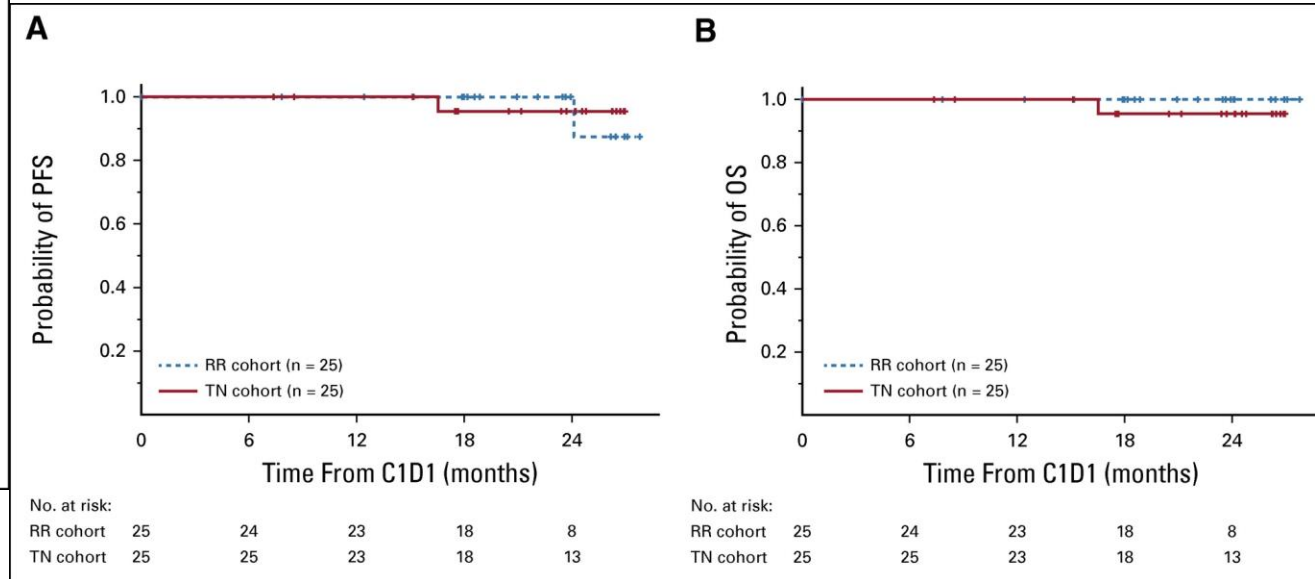 A
Probability of PFS
1.0
0.8
0.6
0.4
0.2
RR cohort (n = 25)
TN cohort (n = 25)
0 6 12 18 24
Time From C1D1 (months)
No. at risk:
RR cohort 25 24 23 18 8
TN cohort 25 25 23 18 13
B
Probability of OS
1.0
0.8
0.6
0.4
0.2
RR cohort (n = 25)
TN cohort (n = 25)
0 6 12 18 24
Time From C1D1 (months)
No. at risk:
RR cohort 25 24 23 18 8
TN cohort 25 25 23 18 13